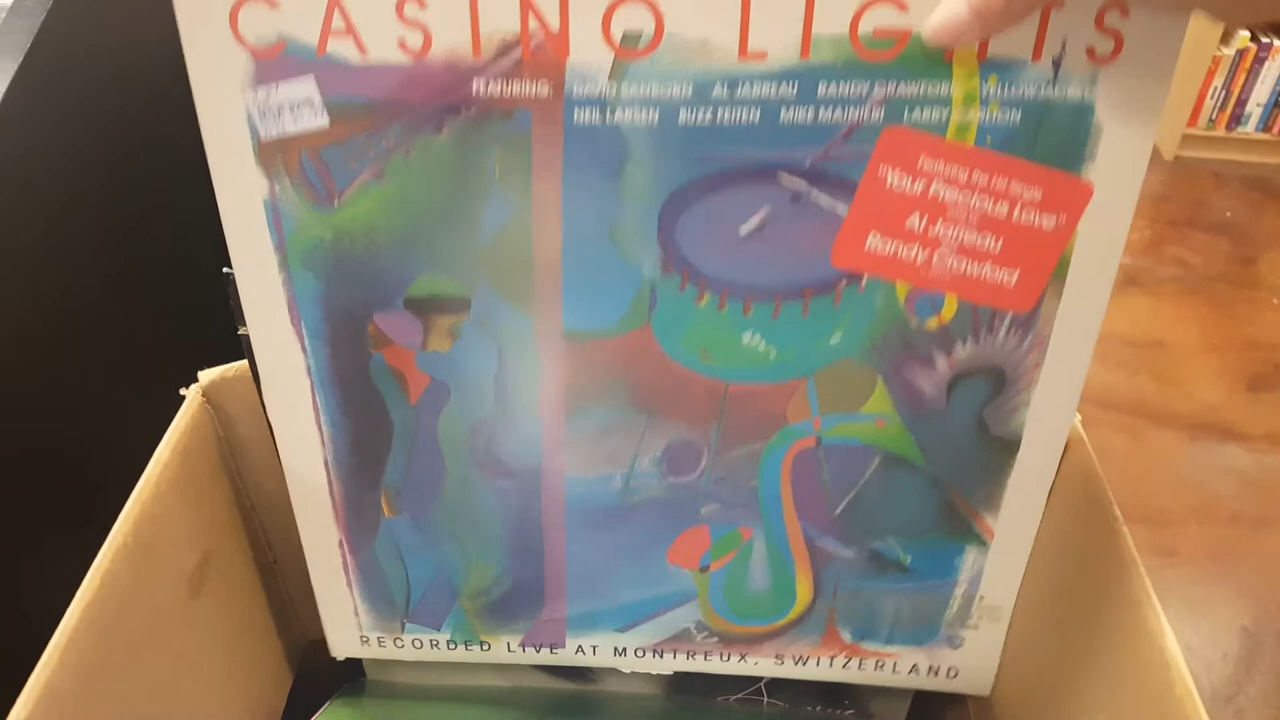 CASINO LIGHTS
FEATURING: DAVID SANBORN AL JARREAU RANDY CRAWFORD YELLOWJACKETS
NEIL LARSEN BUZZ FEITEN MIKE MAINIERI LARRY CARLTON
Featuring the Hit Single
"Your Precious Love"
Al Jarreau
Randy Crawford
RECORDED LIVE AT MONTREUX, SWITZERLAND